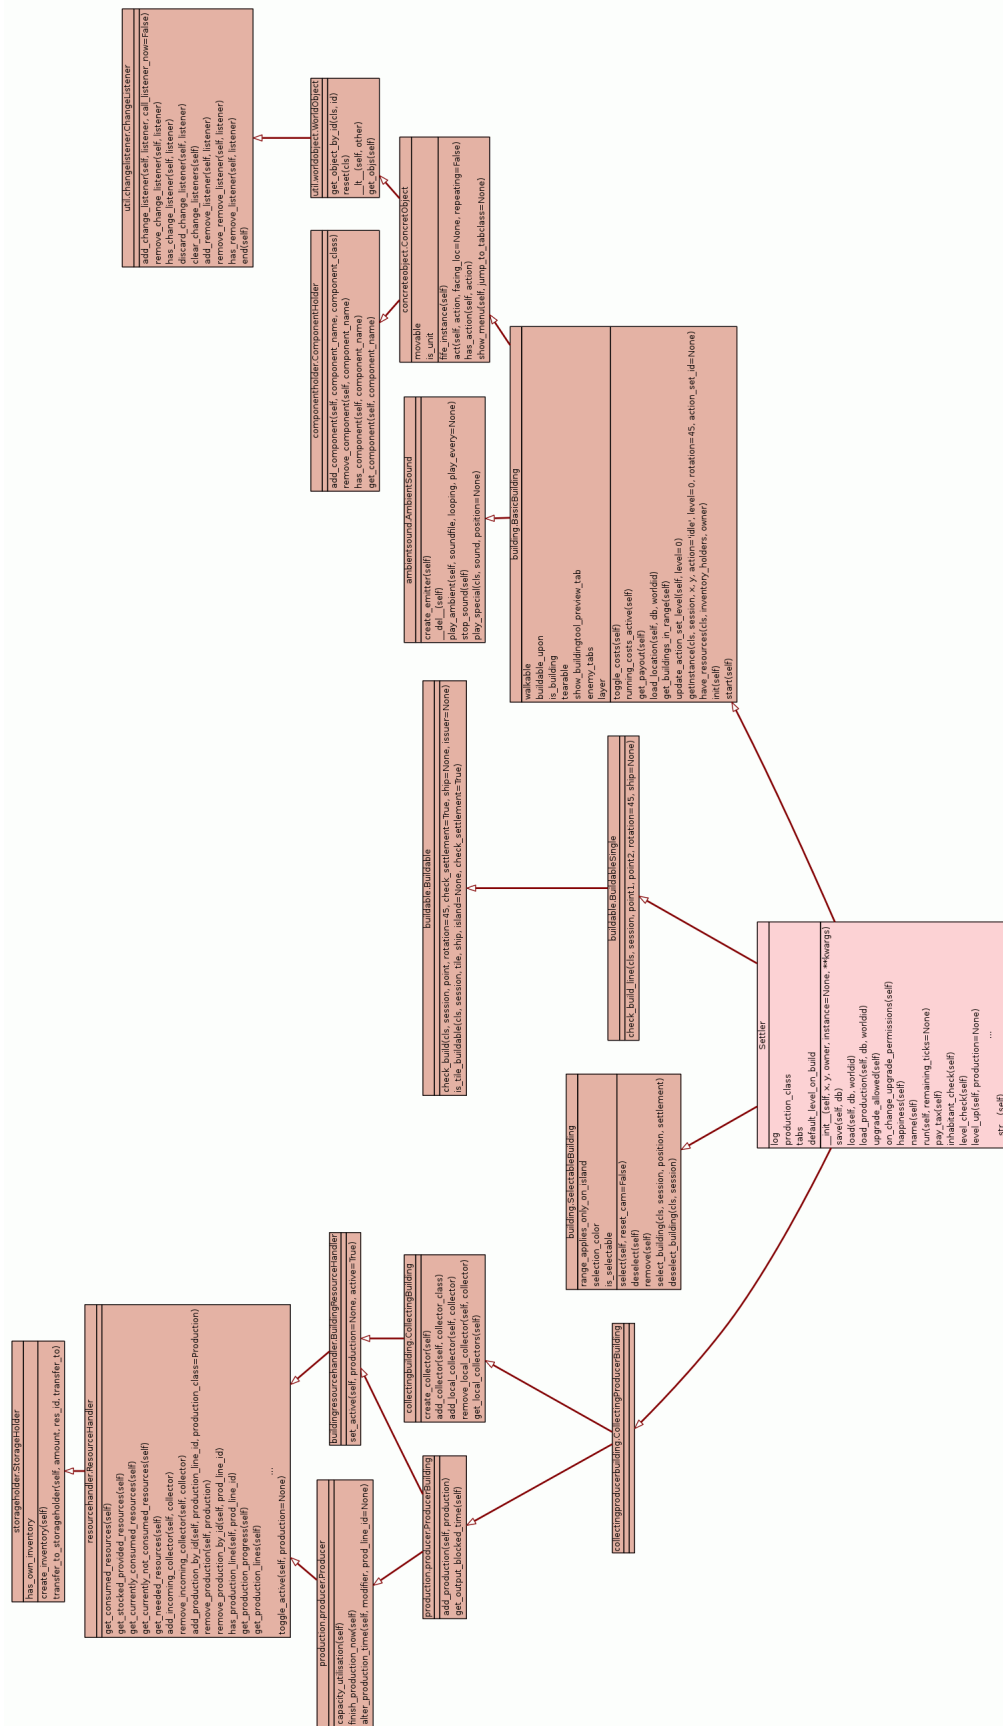 util.changelistener.ChangeListener
add_change_listener(self, listener, call_listener_now=False)
remove_change_listener(self, listener)
has_change_listener(self, listener)
discard_change_listener(self, listener)
clear_change_listeners(self)
add_remove_listener(self, listener)
remove_remove_listener(self, listener)
has_remove_listener(self, listener)
end(self)
util.worldobject.WorldObject
get_object_by_id(cls, id)
reset(cls)
__lt__(self, other)
get_objs(self)
componentholder.ComponentHolder
add_component(self, component_name, component_class)
remove_component(self, component_name)
has_component(self, component_name)
get_component(self, component_name)
concreteobject.ConcretObject
movable
is_unit
fife_instance(self)
act(self, action, facing_loc=None, repeating=False)
has_action(self, action)
show_menu(self, jump_to_tabclass=None)
ambientsound.AmbientSound
create_emitter(self)
__del__(self)
play_ambient(self, soundfile, looping, play_every=None)
stop_sound(self)
play_special(cls, sound, position=None)
building.BasicBuilding
walkable
buildable_upon
is_building
tearable
show_buildingtool_preview_tab
enemy_tabs
layer
toggle_costs(self)
running_costs_active(self)
get_payout(self)
load_location(self, db, worldid)
get_buildings_in_range(self)
update_action_set_level(self, level=0)
getInstance(cls, session, x, y, action='idle', level=0, rotation=45, action_set_id=None)
have_resources(cls, inventory_holders, owner)
init(self)
start(self)
buildable.Buildable
check_build(cls, session, point, rotation=45, check_settlement=True, ship=None, issuer=None)
is_tile_buildable(cls, session, tile, ship, island=None, check_settlement=True)
buildable.BuildableSingle
check_build_line(cls, session, point1, point2, rotation=45, ship=None)
building.SelectableBuilding
range_applies_only_on_island
selection_color
is_selectable
select(self, reset_cam=False)
deselect(self)
remove(self)
select_building(cls, session, position, settlement)
deselect_building(cls, session)
Settler
log
production_class
tabs
default_level_on_build
__init__(self, x, y, owner, instance=None, **kwargs)
save(self, db)
load(self, db, worldid)
load_production(self, db, worldid)
upgrade_allowed(self)
on_change_upgrade_permissions(self)
happiness(self)
name(self)
run(self, remaining_ticks=None)
pay_tax(self)
inhabitant_check(self)
level_check(self)
level_up(self, production=None)
...
__str__(self)
storageholder.StorageHolder
has_own_inventory
create_inventory(self)
transfer_to_storageholder(self, amount, res_id, transfer_to)
resourcehandler.ResourceHandler
get_consumed_resources(self)
get_stocked_provided_resources(self)
get_currently_consumed_resources(self)
get_currently_not_consumed_resources(self)
get_needed_resources(self)
add_incoming_collector(self, collector)
remove_incoming_collector(self, collector)
add_production_by_id(self, production_line_id, production_class=Production)
remove_production(self, production)
remove_production_by_id(self, prod_line_id)
has_production_line(self, prod_line_id)
get_production_progress(self)
get_production_lines(self)
...
toggle_active(self, production=None)
buildingresourcehandler.BuildingResourceHandler
set_active(self, production=None, active=True)
production.producer.Producer
capacity_utilisation(self)
finish_production_now(self)
alter_production_time(self, modifier, prod_line_id=None)
collectingbuilding.CollectingBuilding
create_collector(self)
add_collector(self, collector_class)
add_local_collector(self, collector)
remove_local_collector(self, collector)
get_local_collectors(self)
production.producer.ProducerBuilding
add_production(self, production)
get_output_blocked_time(self)
collectingproducerbuilding.CollectingProducerBuilding